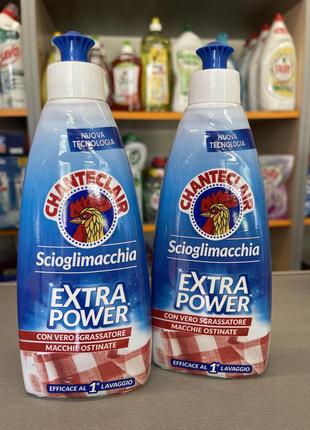 NUOVA
TECNOLOGIA
CHANTECLAIR
Scioglimacchia
EXTRA
POWER
CON VERO SGRASSATORE
MACCHIE OSTINATE
EFFICACE AL 1° LAVAGGIO
NUOVA
TECNOLOGIA
CHANTECLAIR
Scioglimacchia
EXTRA
POWER
CON VERO SGRASSATORE
MACCHIE OSTINATE
EFFICACE AL 1° LAVAGGIO
FAIRY